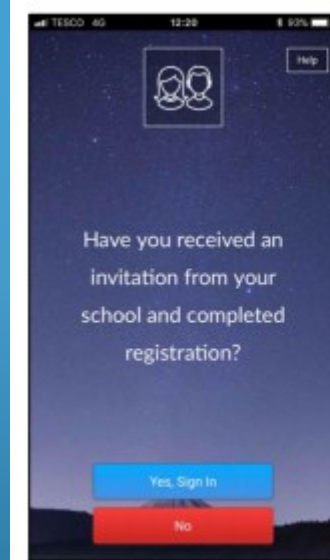 TESCO 4G 12:20 93%
Help
Have you received an
invitation from your
school and completed
registration?
Yes, Sign In
No